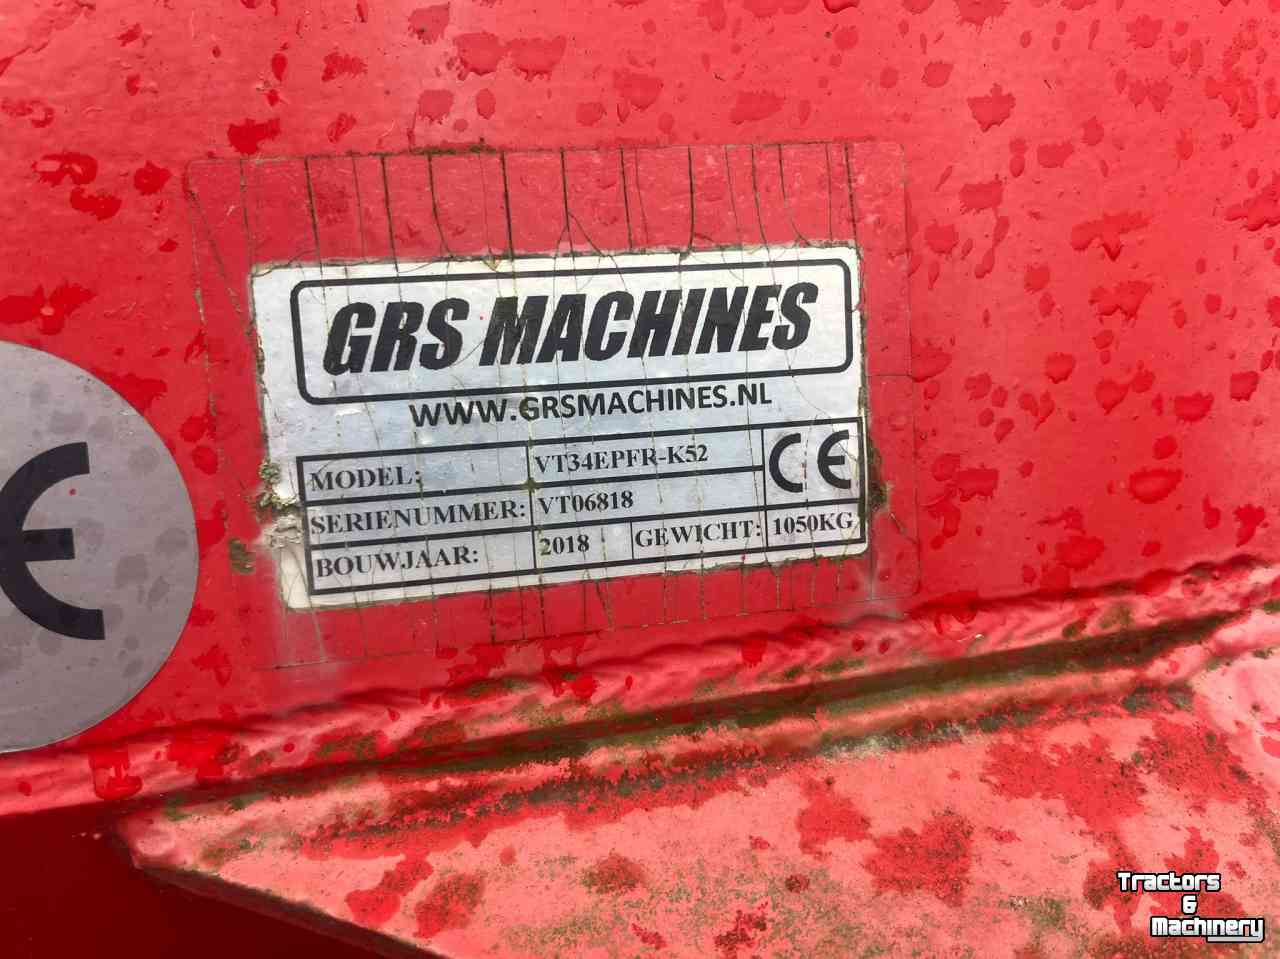 GRS MACHINES
WWW.GRSMACHINES.NL
MODEL: VT34EPFR-K52
CE
SERIENUMMER: VT06818
BOUWJAAR: 2018 GEWICHT: 1050KG
E
Tractors
&
Machinery